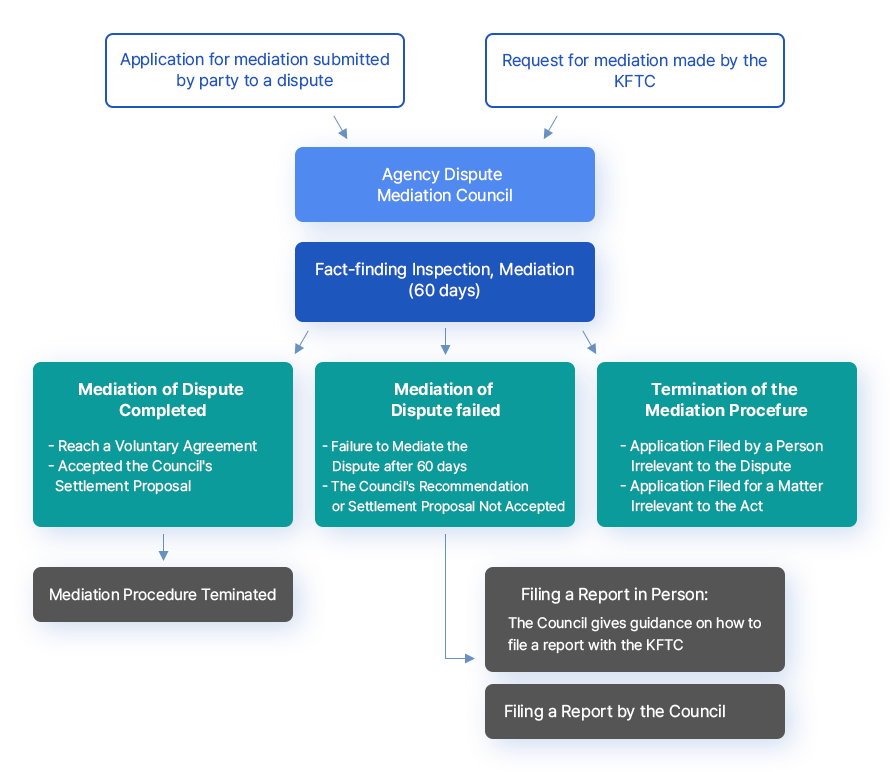 Application for mediation submitted
by party to a dispute
Request for mediation made by the
KFTC
Agency Dispute
Mediation Council
Fact-finding Inspection, Mediation
(60 days)
Mediation of Dispute
Completed
- Reach a Voluntary Agreement
- Accepted the Council's
Settlement Proposal
Mediation of
Dispute failed
- Failure to Mediate the
Dispute after 60 days
- The Council's Recommendation
or Settlement Proposal Not Accepted
Termination of the
Mediation Procefure
- Application Filed by a Person
Irrelevant to the Dispute
- Application Filed for a Matter
Irrelevant to the Act
Mediation Procedure Teminated
Filing a Report in Person:
The Council gives guidance on how to
file a report with the KFTC
Filing a Report by the Council